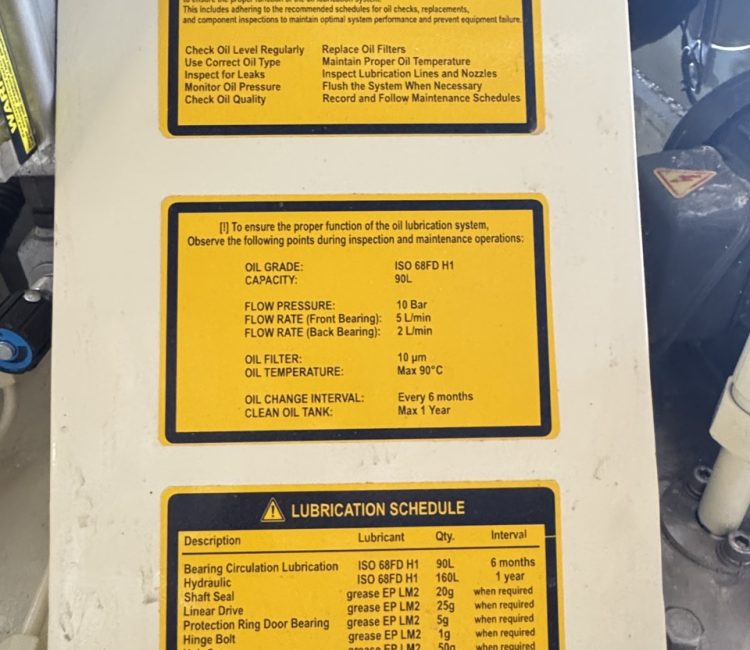 This includes adhering to the recommended schedules for oil checks, replacements,
and component inspections to maintain optimal system performance and prevent equipment failure.
Check Oil Level Regularly Replace Oil Filters
Use Correct Oil Type Maintain Proper Oil Temperature
Inspect for Leaks Inspect Lubrication Lines and Nozzles
Monitor Oil Pressure Flush the System When Necessary
Check Oil Quality Record and Follow Maintenance Schedules
[!] To ensure the proper function of the oil lubrication system,
Observe the following points during inspection and maintenance operations:
OIL GRADE: ISO 68FD H1
CAPACITY: 90L
FLOW PRESSURE: 10 Bar
FLOW RATE (Front Bearing): 5 L/min
FLOW RATE (Back Bearing): 2 L/min
OIL FILTER: 10 µm
OIL TEMPERATURE: Max 90°C
OIL CHANGE INTERVAL: Every 6 months
CLEAN OIL TANK: Max 1 Year
LUBRICATION SCHEDULE
Description Lubricant Qty. Interval
Bearing Circulation Lubrication ISO 68FD H1 90L 6 months
Hydraulic ISO 68FD H1 160L 1 year
Shaft Seal grease EP LM2 20g when required
Linear Drive grease EP LM2 25g when required
Protection Ring Door Bearing grease EP LM2 5g when required
Hinge Bolt grease EP LM2 1g when required
grease EP LM2 50g